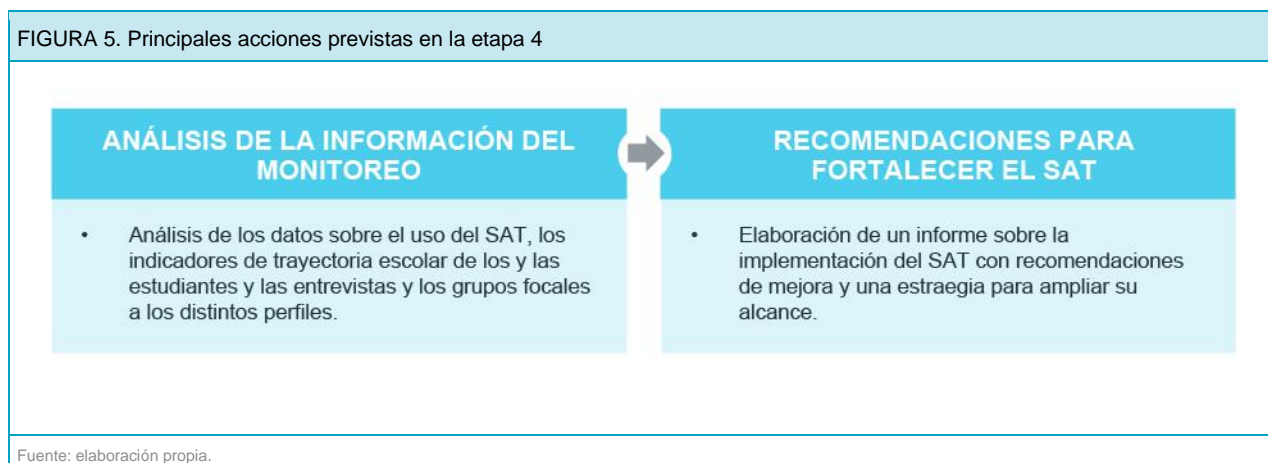 FIGURA 5. Principales acciones previstas en la etapa 4
ANÁLISIS DE LA INFORMACIÓN DEL
MONITOREO
• Análisis de los datos sobre el uso del SAT, los
indicadores de trayectoria escolar de los y las
estudiantes y las entrevistas y los grupos focales
a los distintos perfiles.
RECOMENDACIONES PARA
FORTALECER EL SAT
• Elaboración de un informe sobre la
implementación del SAT con recomendaciones
de mejora y una estraegia para ampliar su
alcance.
Fuente: elaboración propia.